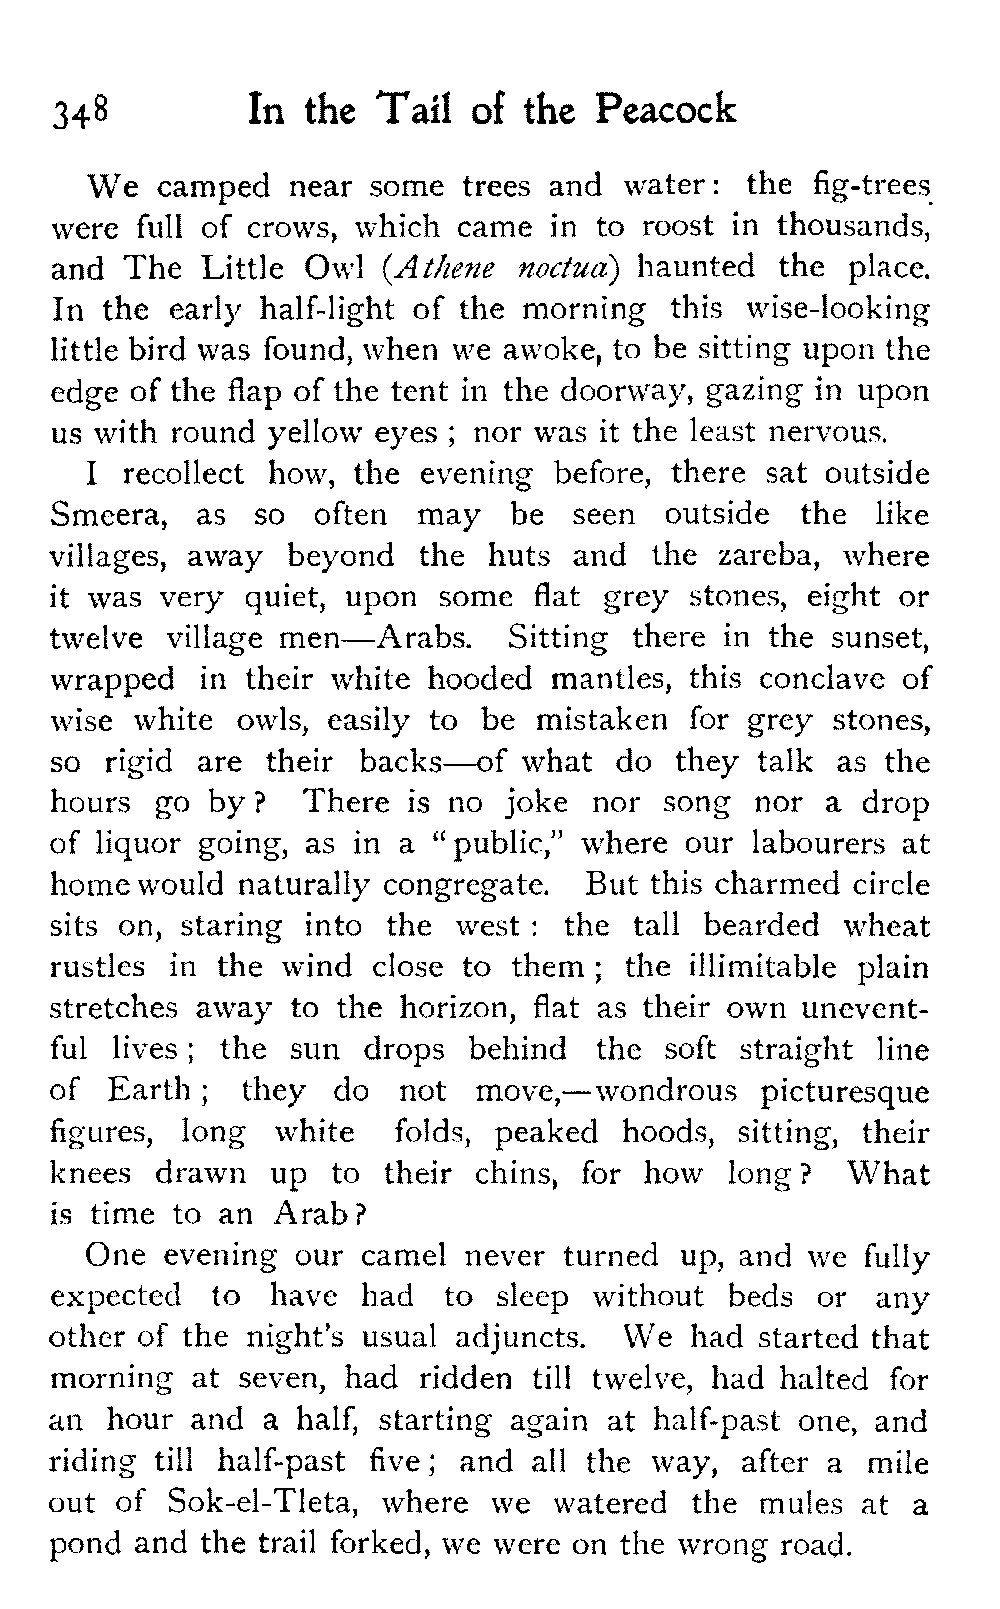 348 In the Tail of the Peacock
We camped near some trees and water: the fig-trees
were full of crows, which came in to roost in thousands,
and The Little Owl (Athene noctua) haunted the place.
In the early half-light of the morning this wise-looking
little bird was found, when we awoke, to be sitting upon the
edge of the flap of the tent in the doorway, gazing in upon
us with round yellow eyes ; nor was it the least nervous.
I recollect how, the evening before, there sat outside
Smeera, as so often may be seen outside the like
villages, away beyond the huts and the zareba, where
it was very quiet, upon some flat grey stones, eight or
twelve village men—Arabs. Sitting there in the sunset,
wrapped in their white hooded mantles, this conclave of
wise white owls, easily to be mistaken for grey stones,
so rigid are their backs—of what do they talk as the
hours go by ? There is no joke nor song nor a drop
of liquor going, as in a "public," where our labourers at
home would naturally congregate. But this charmed circle
sits on, staring into the west : the tall bearded wheat
rustles in the wind close to them ; the illimitable plain
stretches away to the horizon, flat as their own unevent-
ful lives ; the sun drops behind the soft straight line
of Earth ; they do not move,—wondrous picturesque
figures, long white folds, peaked hoods, sitting, their
knees drawn up to their chins, for how long ? What
is time to an Arab ?
One evening our camel never turned up, and we fully
expected to have had to sleep without beds or any
other of the night's usual adjuncts. We had started that
morning at seven, had ridden till twelve, had halted for
an hour and a half, starting again at half-past one, and
riding till half-past five ; and all the way, after a mile
out of Sok-el-Tleta, where we watered the mules at a
pond and the trail forked, we were on the wrong road.